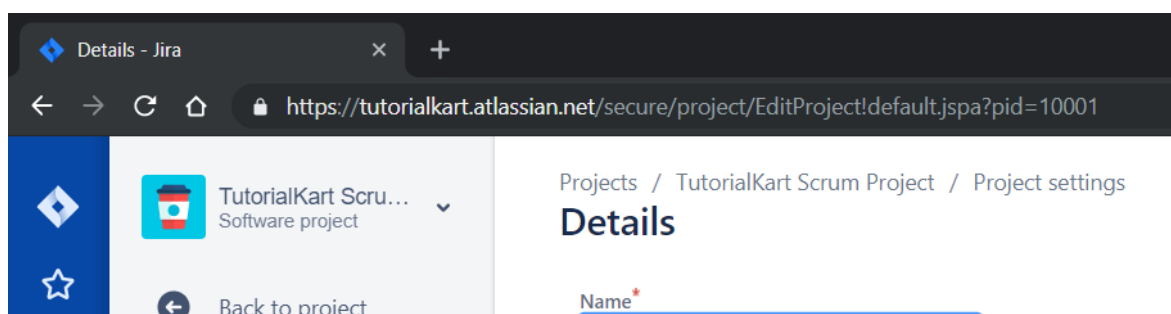 Details - Jira
https://tutorialkart.atlassian.net/secure/project/EditProject!default.jspa?pid=10001
TutorialKart Scru...
Software project
Projects / TutorialKart Scrum Project / Project settings
Details
Back to project
Name*